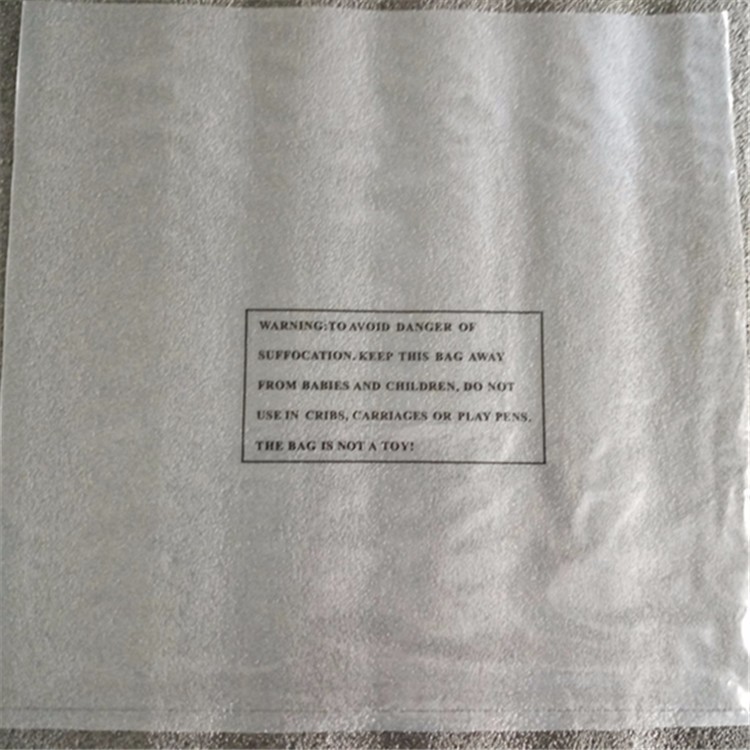 WARNING:TO AVOID DANGER OF
SUFFOCATION. KEEP THIS BAG AWAY
FROM BABIES AND CHILDREN. DO NOT
USE IN CRIBS, CARRIAGES OR PLAY PENS.
THE BAG IS NOT A TOY!